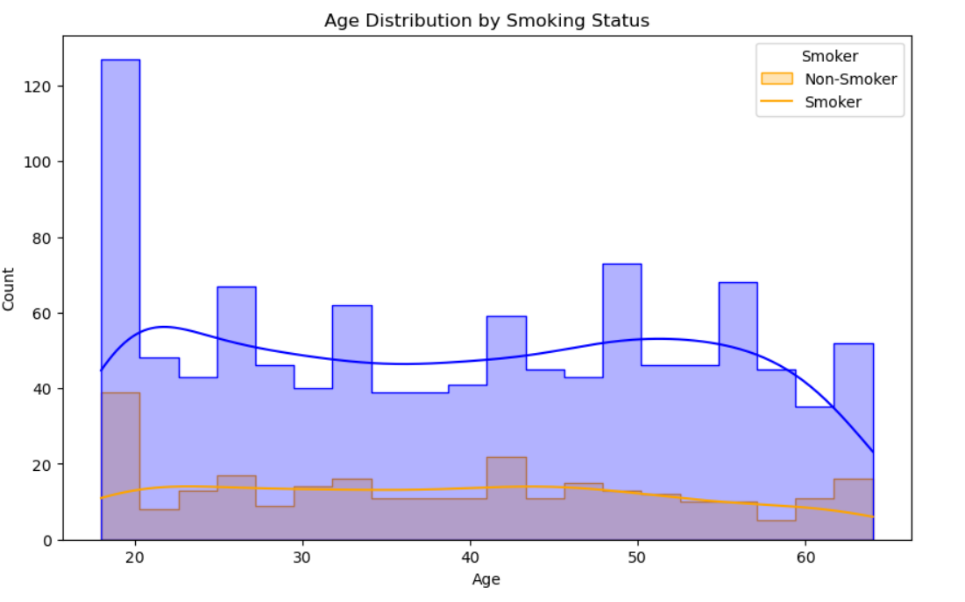 Age Distribution by Smoking Status
Smoker
Non-Smoker
Smoker
120
100
80
60
40
20
0
Count
20 30 40 50 60
Age